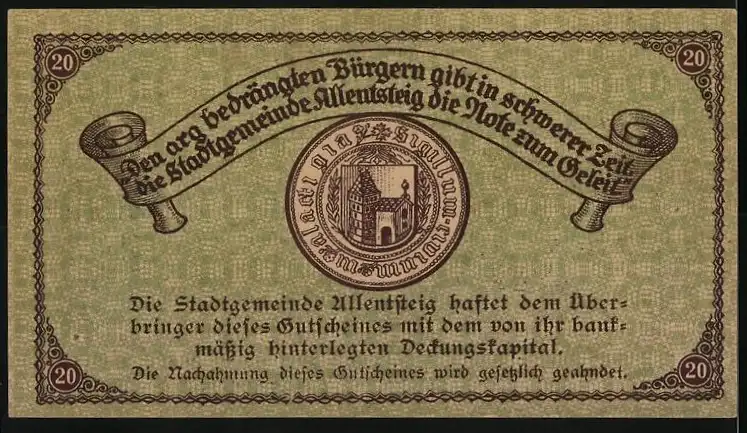 20 20
Den arg bedrängten Bürgern gibt in schwerer Zeit
die Stadtgemeinde Allentsteig die Note zum Geleit.
Sigillum civium
Die Stadtgemeinde Allentsteig haftet dem Über-
bringer dieses Gutscheines mit dem von ihr bank-
mäßig hinterlegten Deckungskapital.
Die Nachahmung dieses Gutscheines wird gesetzlich geahndet.
20 20